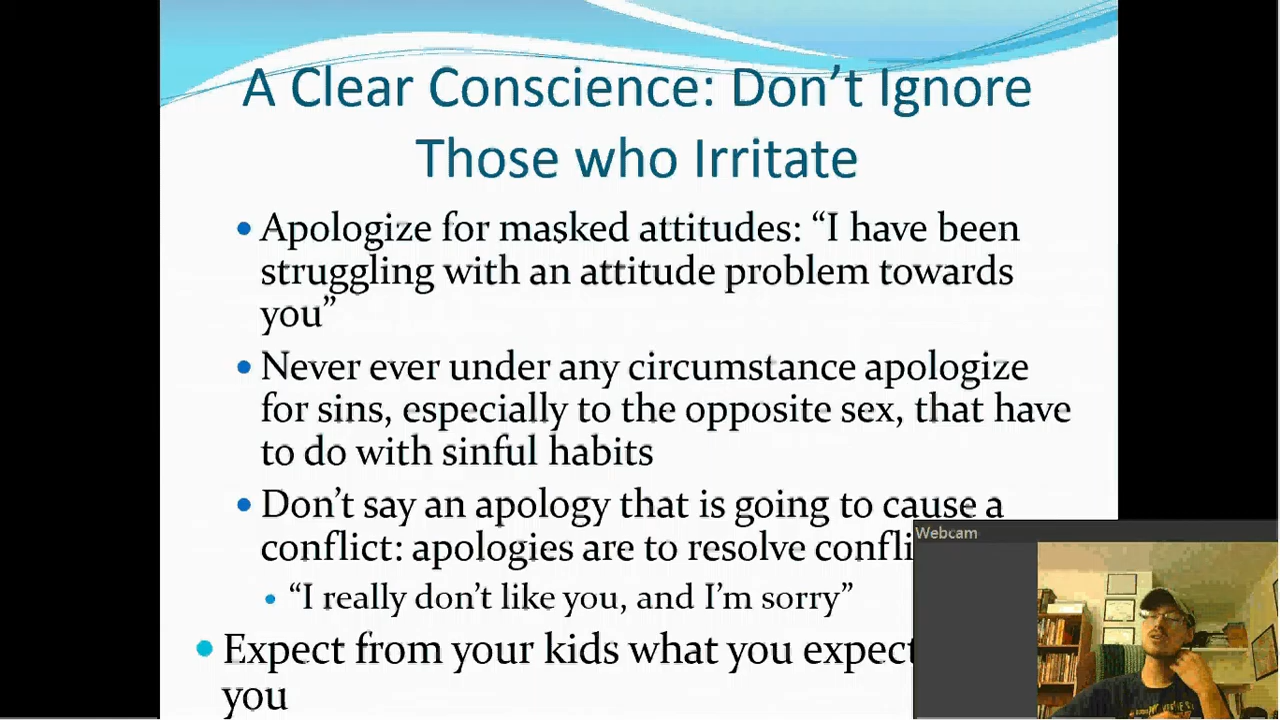 A Clear Conscience: Don't Ignore
Those who Irritate
• Apologize for masked attitudes: “I have been
struggling with an attitude problem towards
you”
• Never ever under any circumstance apologize
for sins, especially to the opposite sex, that have
to do with sinful habits
• Don't say an apology that is going to cause a
conflict: apologies are to resolve
• “I really don't like you, and I'm sorry”
• Expect from your kids what you expect
you
Webcam